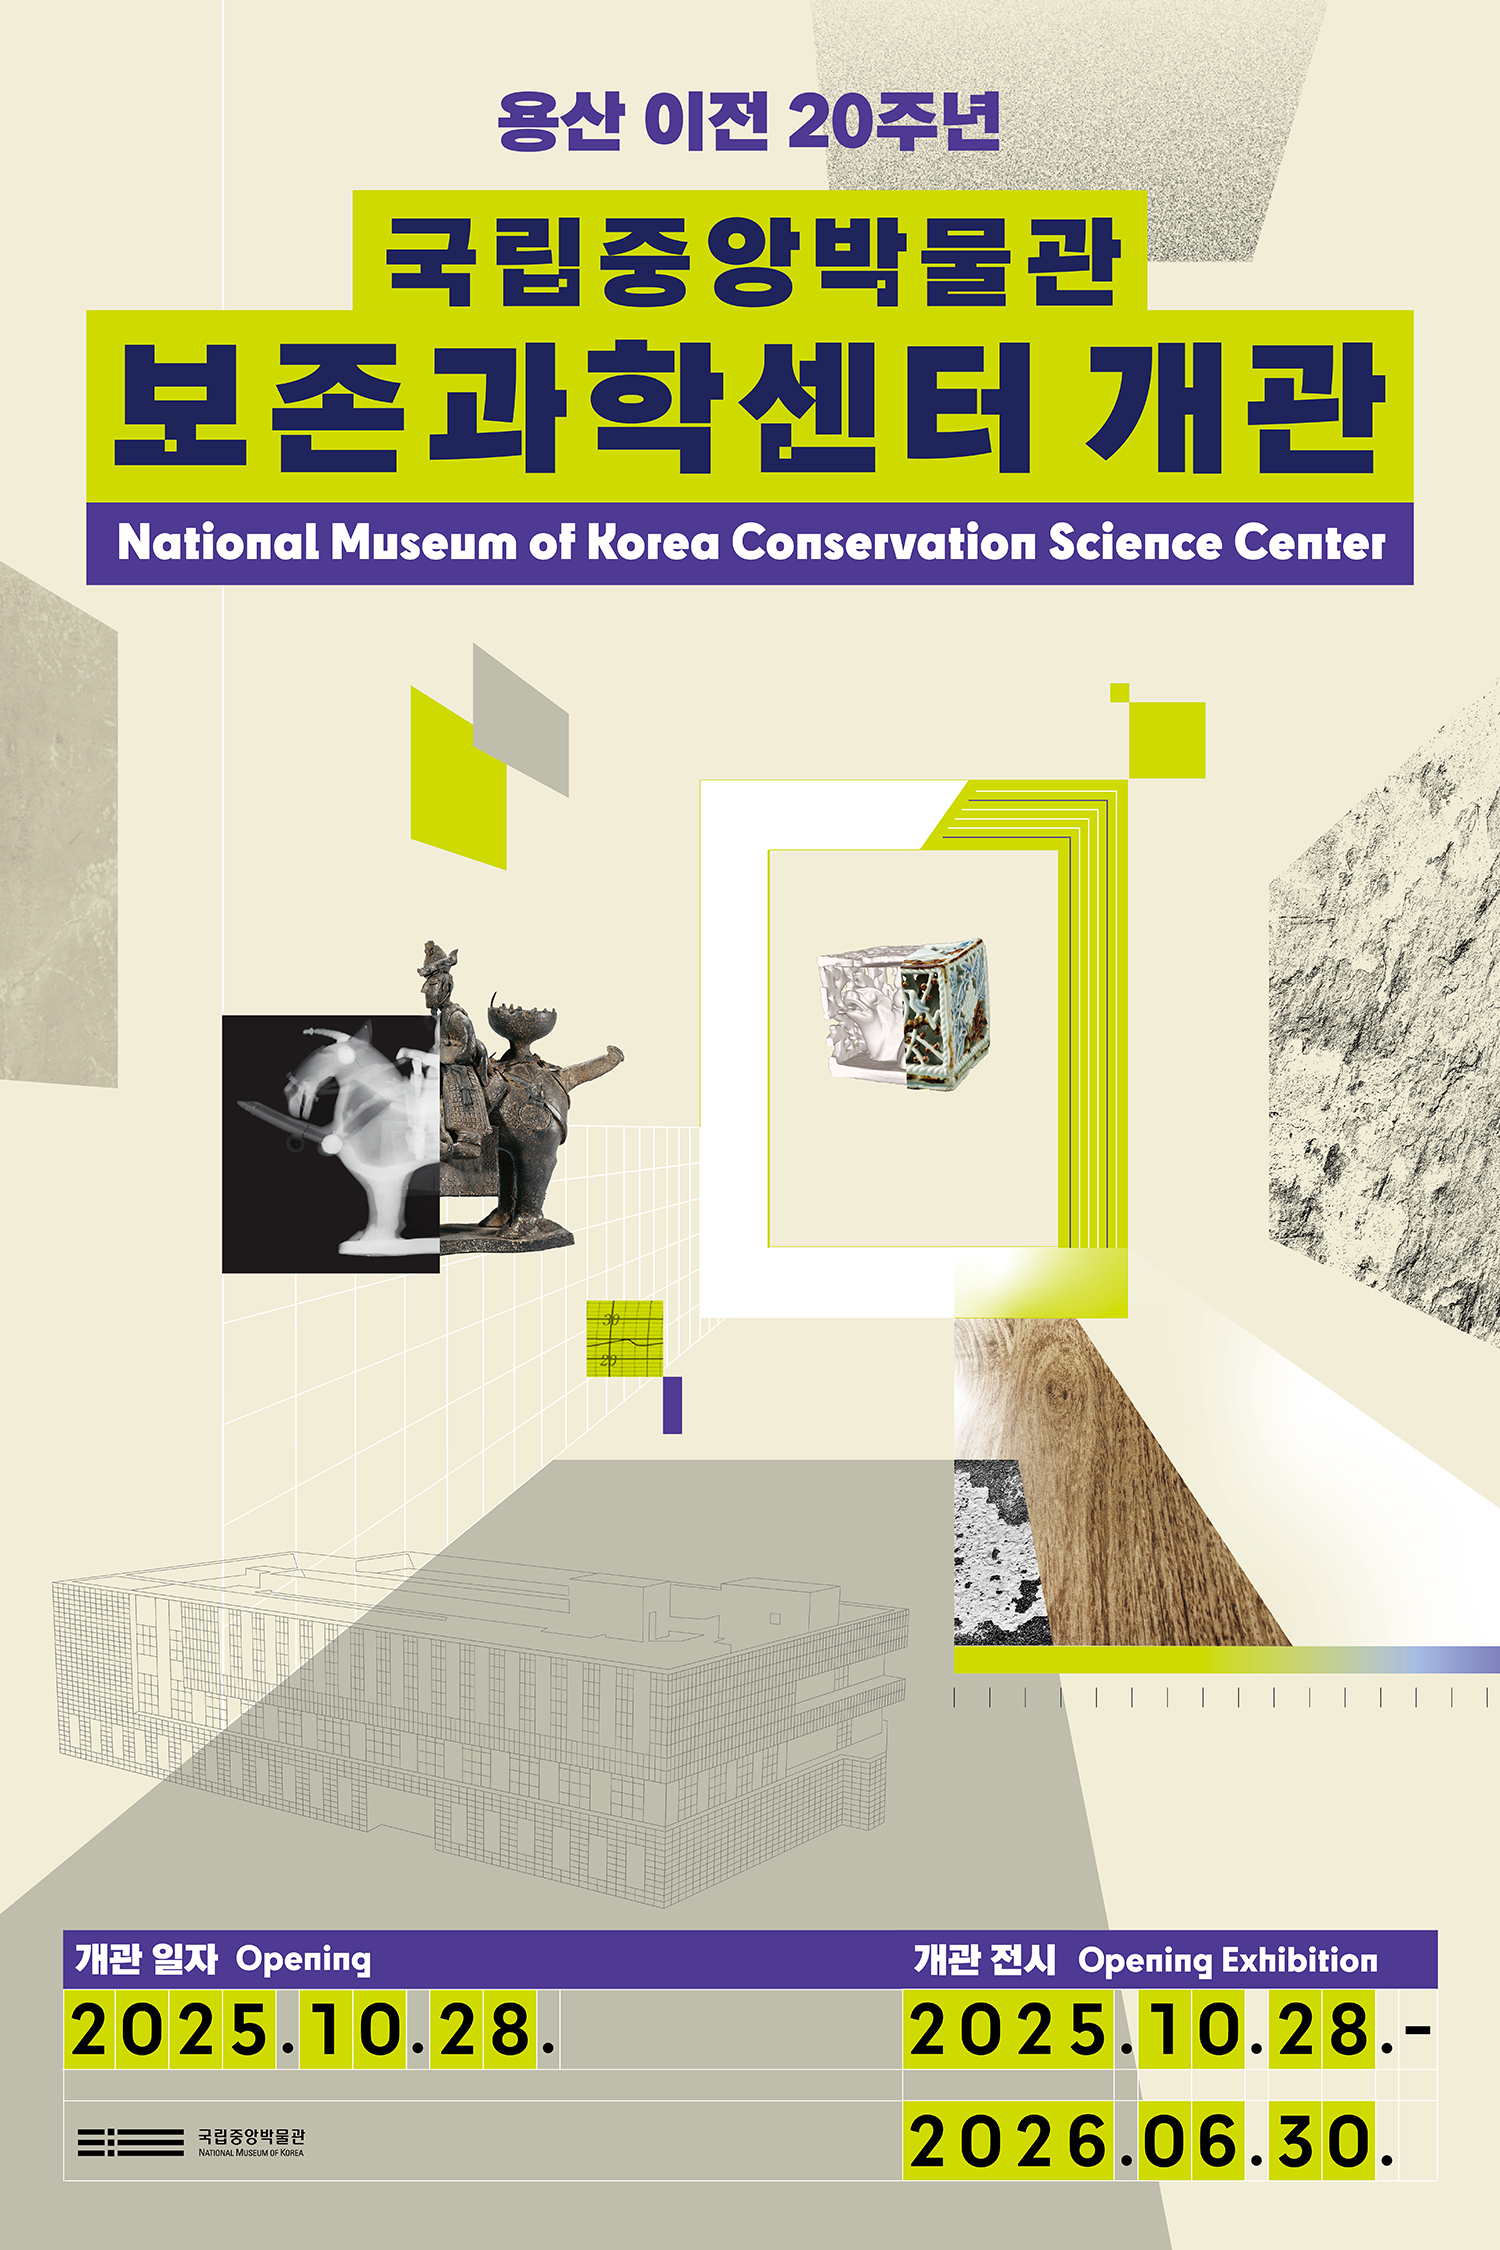 용산 이전 20주년
국립중앙박물관
보존과학센터 개관
National Museum of Korea Conservation Science Center
30
20
개관 일자 Opening
2025.10.28.
개관 전시 Opening Exhibition
2025.10.28.-
2026.06.30.
국립중앙박물관
NATIONAL MUSEUM OF KOREA